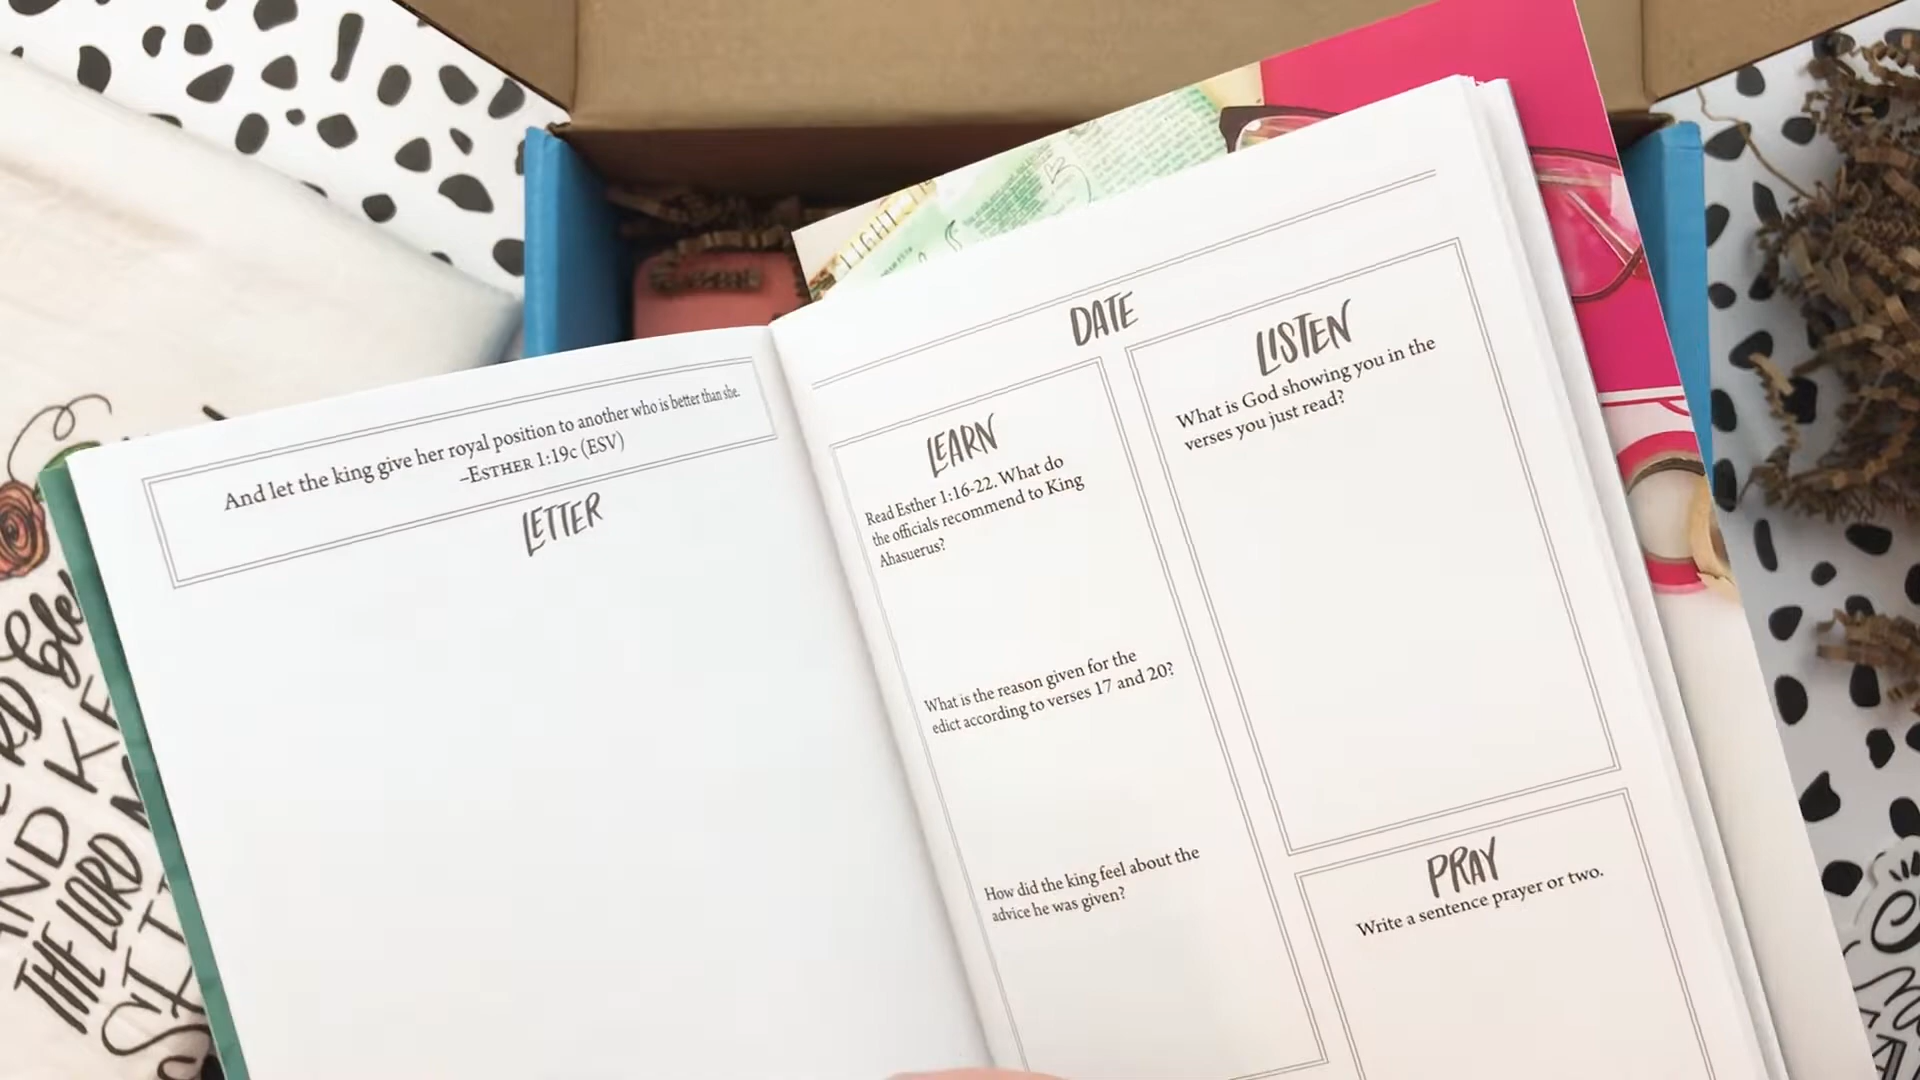 And let the king give her royal position to another who is better than she.
–ESTHER 1:19c (ESV)
LETTER
DATE
LEARN
Read Esther 1:16-22. What do
the officials recommend to King
Ahasuerus?
What is the reason given for the
edict according to verses 17 and 20?
How did the king feel about the
advice he was given?
LISTEN
What is God showing you in the
verses you just read?
PRAY
Write a sentence prayer or two.
LIGHT
AND KE
THE LORD